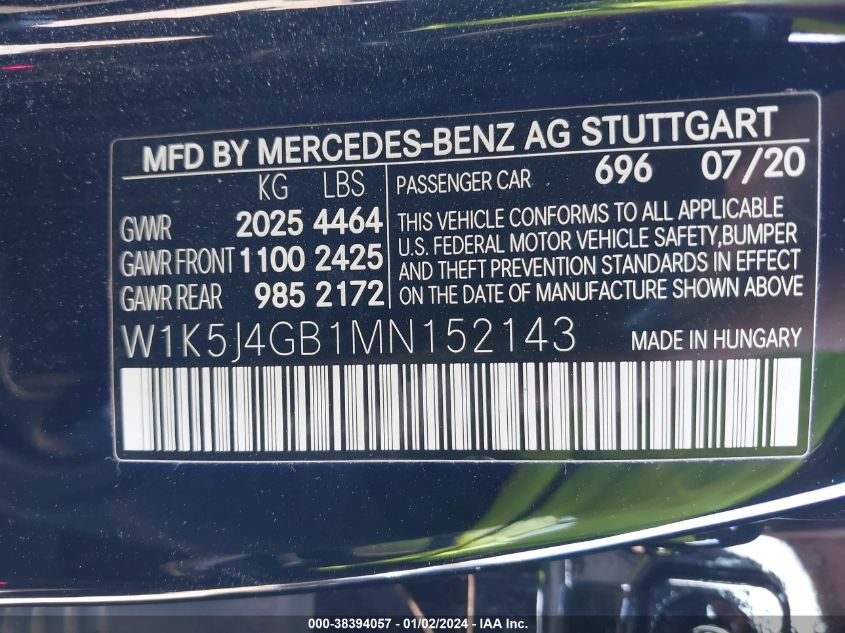 MFD BY MERCEDES-BENZ AG STUTTGART
KG LBS
GVWR 2025 4464
GAWR FRONT 1100 2425
GAWR REAR 985 2172
PASSENGER CAR 696 07/20
THIS VEHICLE CONFORMS TO ALL APPLICABLE
U.S. FEDERAL MOTOR VEHICLE SAFETY,BUMPER
AND THEFT PREVENTION STANDARDS IN EFFECT
ON THE DATE OF MANUFACTURE SHOWN ABOVE
W1K5J4GB1MN152143 MADE IN HUNGARY
000-38394057 - 01/02/2024 - IAA Inc.